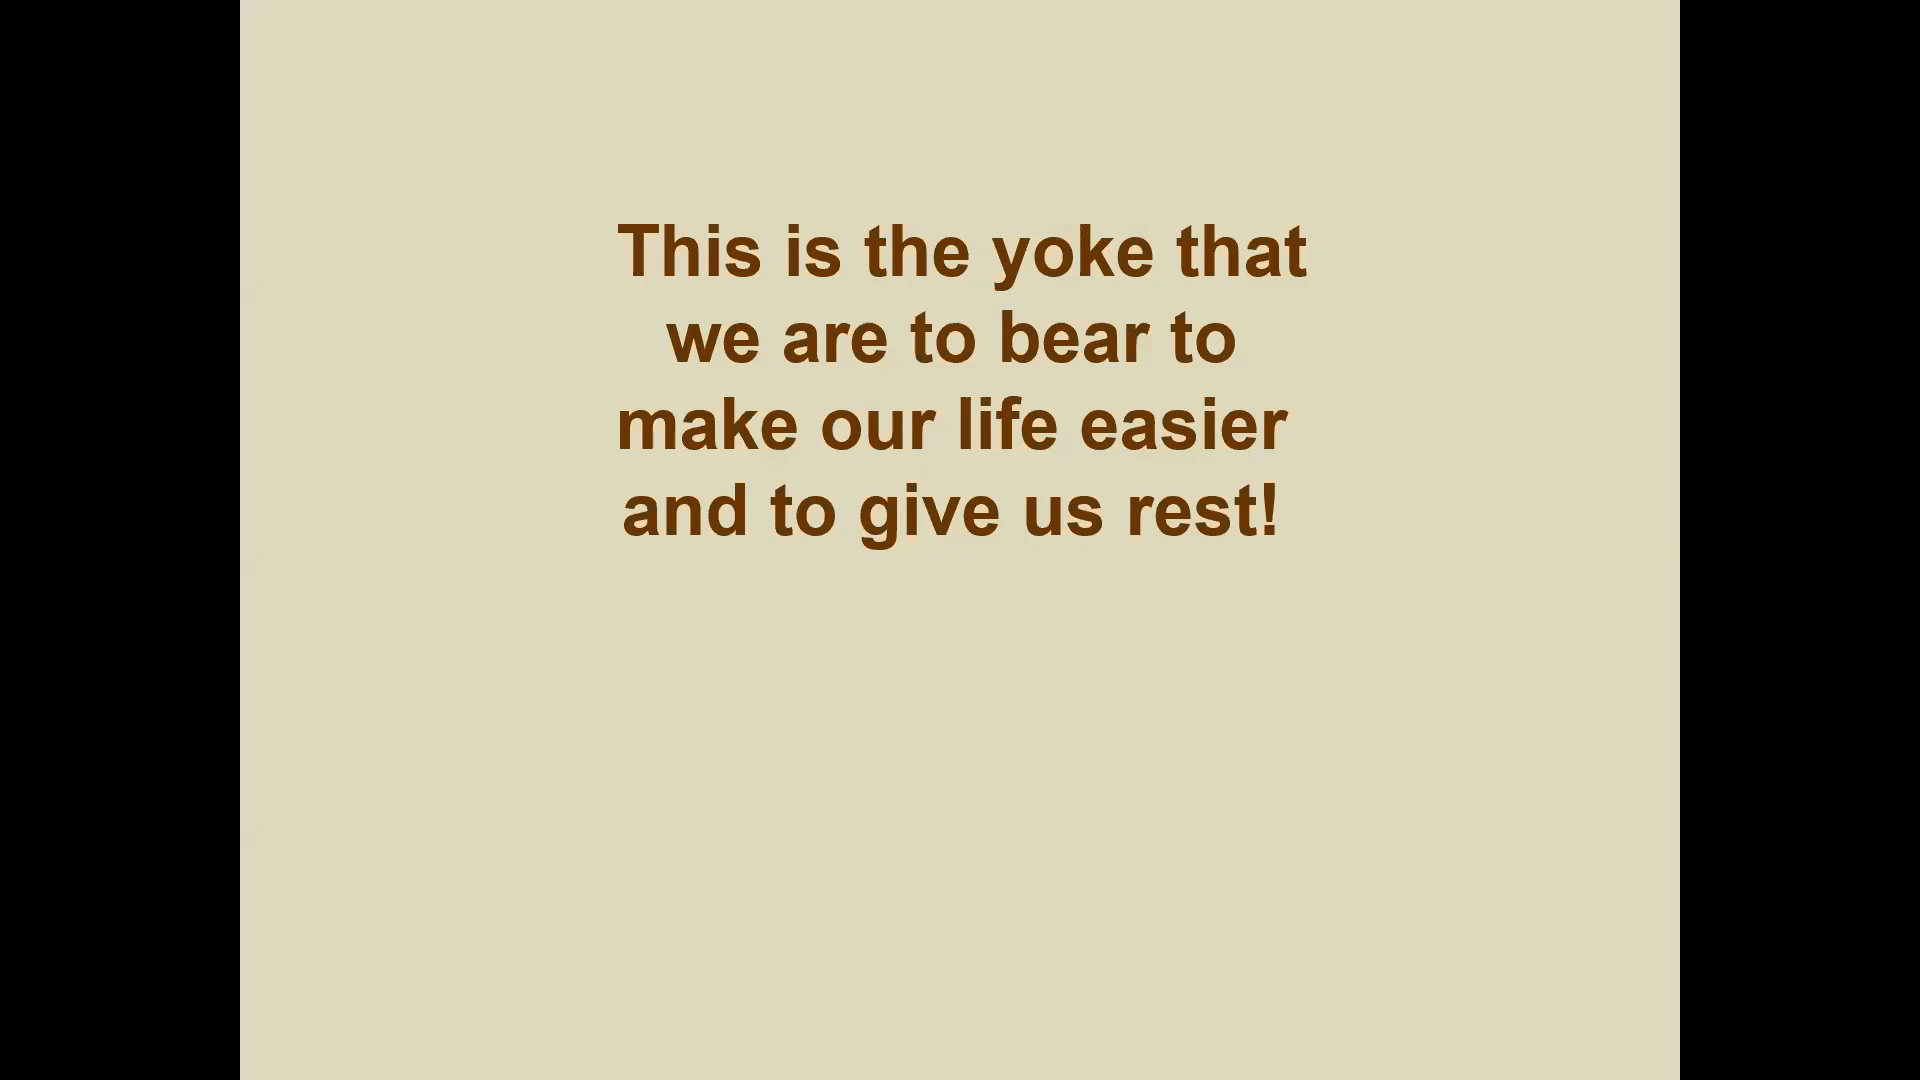 This is the yoke that
we are to bear to
make our life easier
and to give us rest!